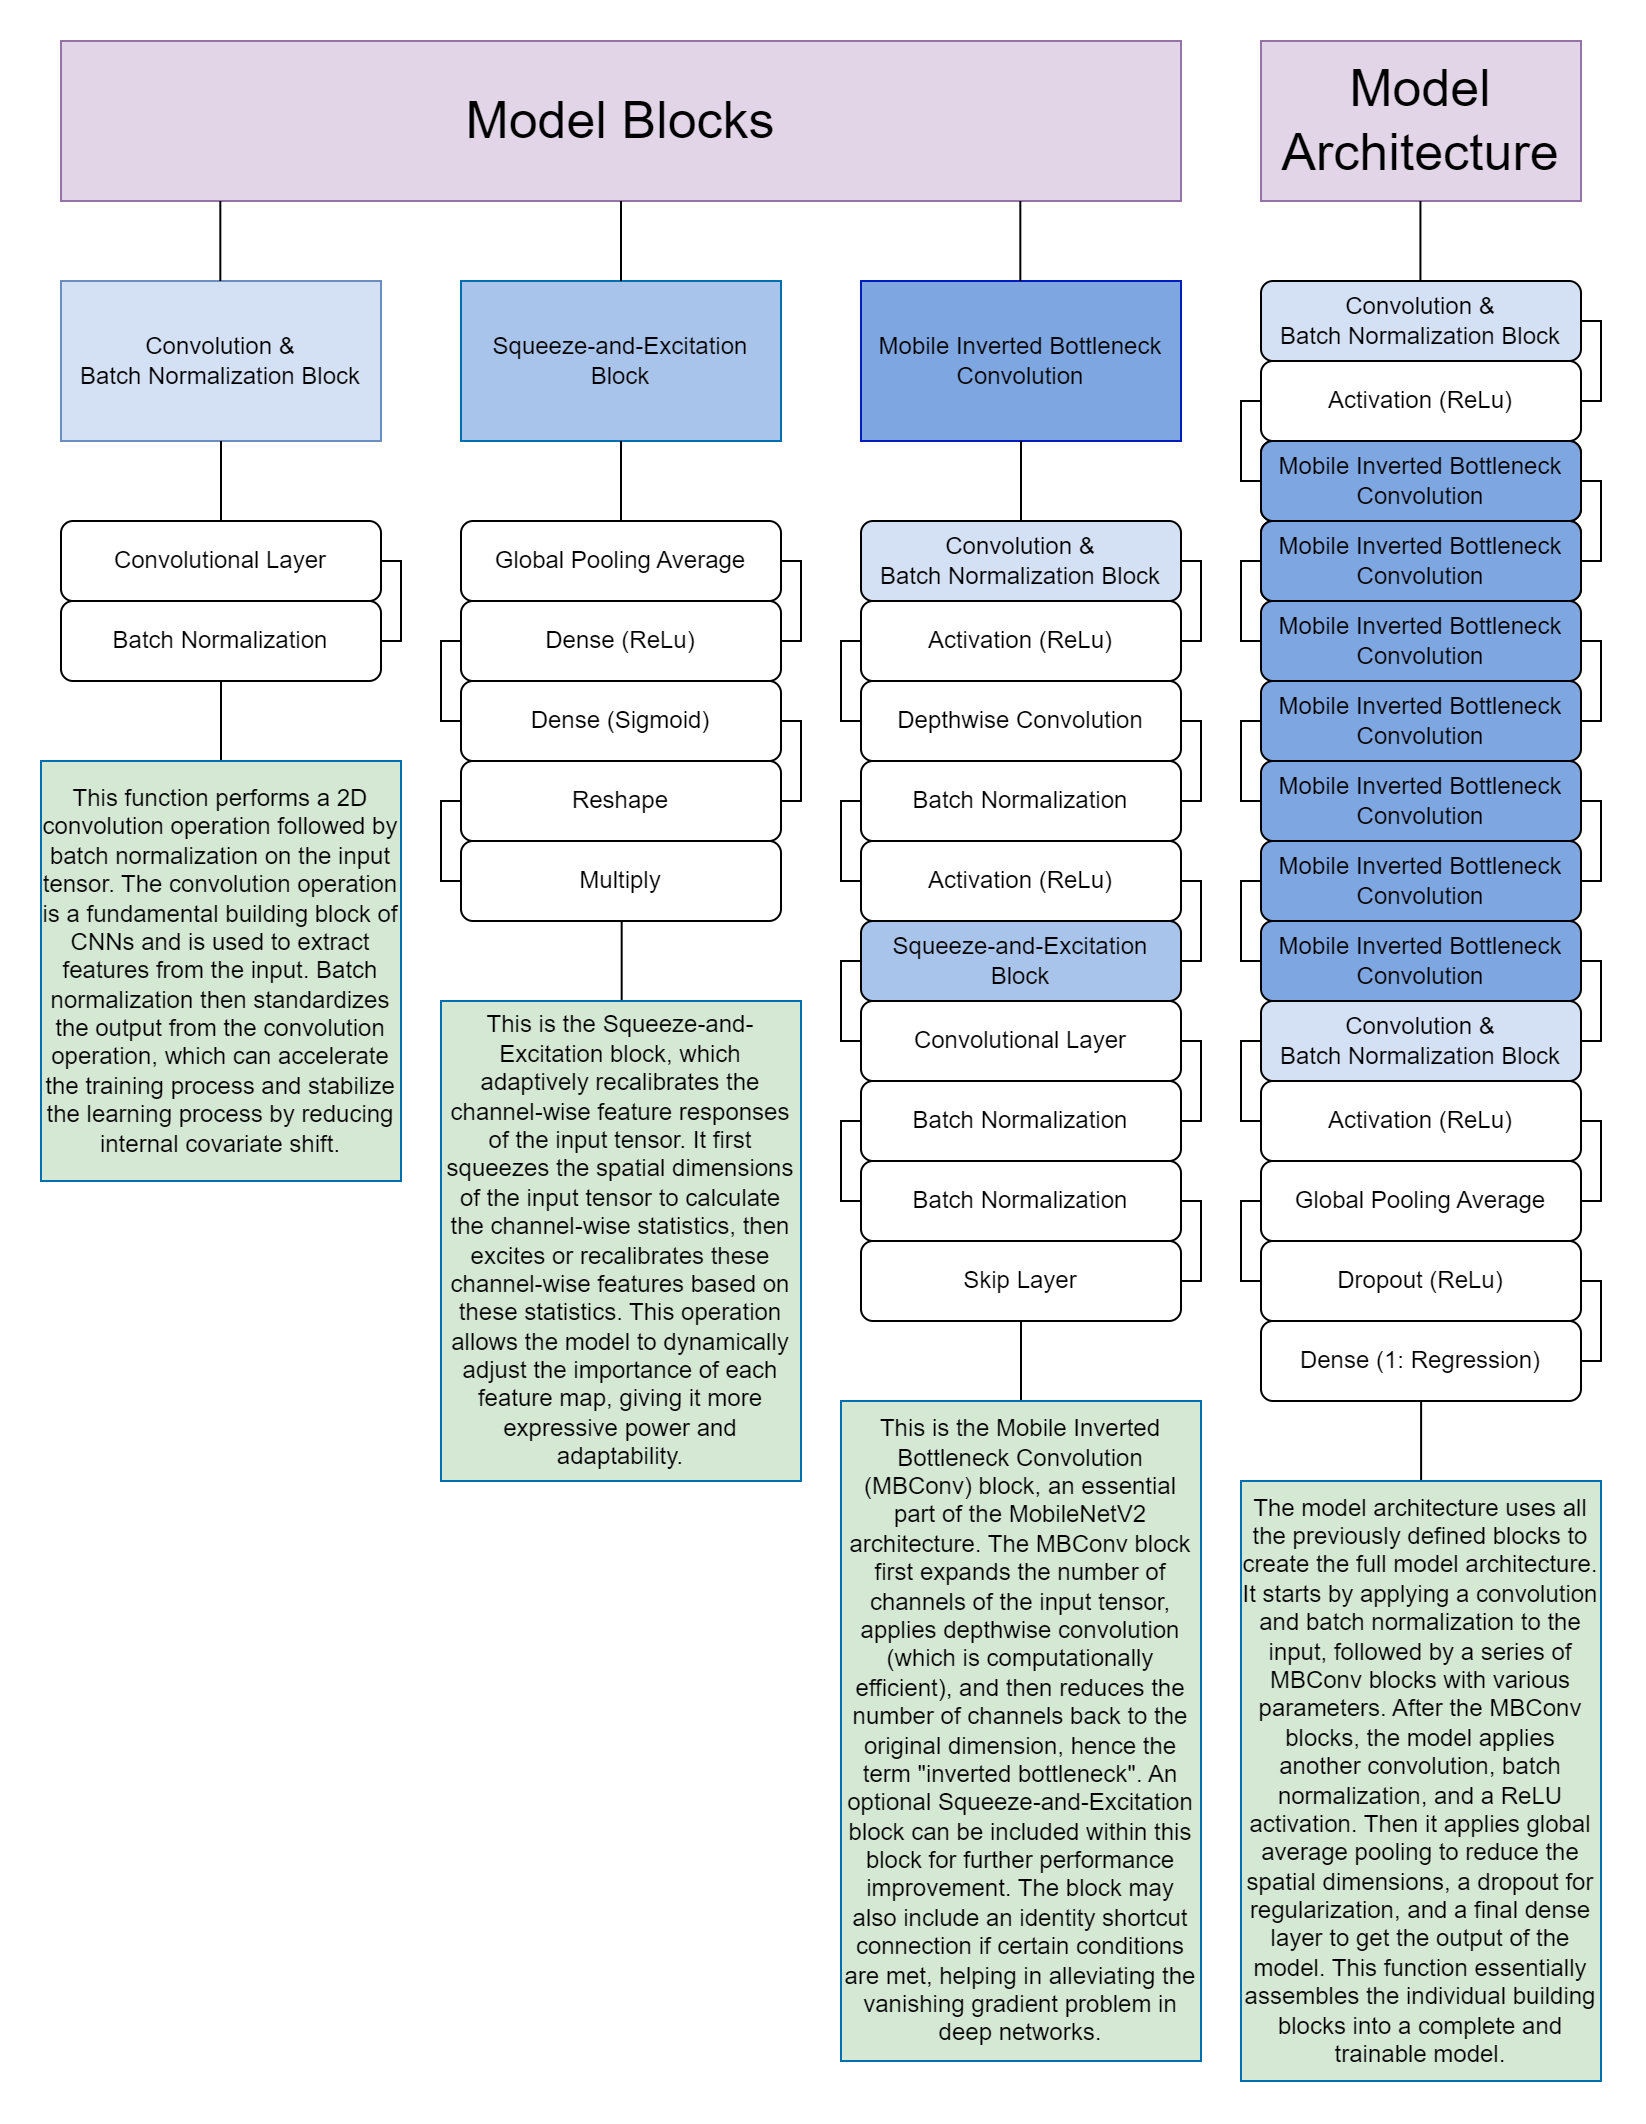 Model Blocks
Model
Architecture
Convolution &
Batch Normalization Block
Convolutional Layer
Batch Normalization
This function performs a 2D
convolution operation followed by
batch normalization on the input
tensor. The convolution operation
is a fundamental building block of
CNNs and is used to extract
features from the input. Batch
normalization then standardizes
the output from the convolution
operation, which can accelerate
the training process and stabilize
the learning process by reducing
internal covariate shift.
Squeeze-and-Excitation
Block
Global Pooling Average
Dense (ReLu)
Dense (Sigmoid)
Reshape
Multiply
This is the Squeeze-and-
Excitation block, which
adaptively recalibrates the
channel-wise feature responses
of the input tensor. It first
squeezes the spatial dimensions
of the input tensor to calculate
the channel-wise statistics, then
excites or recalibrates these
channel-wise features based on
these statistics. This operation
allows the model to dynamically
adjust the importance of each
feature map, giving it more
expressive power and
adaptability.
Mobile Inverted Bottleneck
Convolution
Convolution &
Batch Normalization Block
Activation (ReLu)
Depthwise Convolution
Batch Normalization
Activation (ReLu)
Squeeze-and-Excitation
Block
Convolutional Layer
Batch Normalization
Batch Normalization
Skip Layer
This is the Mobile Inverted
Bottleneck Convolution
(MBConv) block, an essential
part of the MobileNetV2
architecture. The MBConv block
first expands the number of
channels of the input tensor,
applies depthwise convolution
(which is computationally
efficient), and then reduces the
number of channels back to the
original dimension, hence the
term "inverted bottleneck". An
optional Squeeze-and-Excitation
block can be included within this
block for further performance
improvement. The block may
also include an identity shortcut
connection if certain conditions
are met, helping in alleviating the
vanishing gradient problem in
deep networks.
Convolution &
Batch Normalization Block
Activation (ReLu)
Mobile Inverted Bottleneck
Convolution
Mobile Inverted Bottleneck
Convolution
Mobile Inverted Bottleneck
Convolution
Mobile Inverted Bottleneck
Convolution
Mobile Inverted Bottleneck
Convolution
Mobile Inverted Bottleneck
Convolution
Mobile Inverted Bottleneck
Convolution
Convolution &
Batch Normalization Block
Activation (ReLu)
Global Pooling Average
Dropout (ReLu)
Dense (1: Regression)
The model architecture uses all
the previously defined blocks to
create the full model architecture.
It starts by applying a convolution
and batch normalization to the
input, followed by a series of
MBConv blocks with various
parameters. After the MBConv
blocks, the model applies
another convolution, batch
normalization, and a ReLU
activation. Then it applies global
average pooling to reduce the
spatial dimensions, a dropout for
regularization, and a final dense
layer to get the output of the
model. This function essentially
assembles the individual building
blocks into a complete and
trainable model.